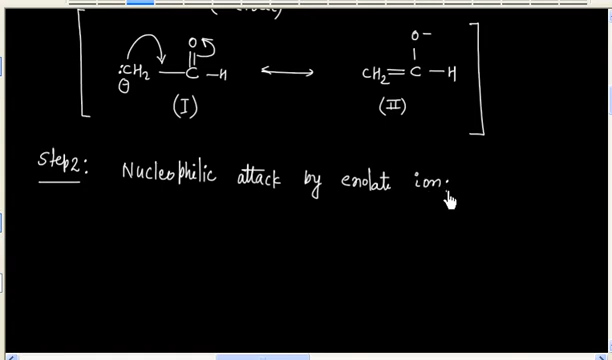 O O–
:CH2 — C – H ⟷ CH2 = C – H
⊖
(I) (II)
Step2: Nucleophilic attack by enolate ion: